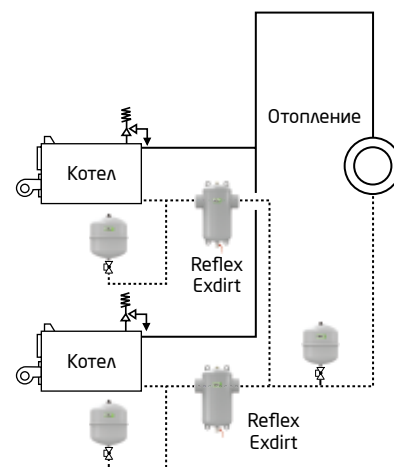 Отопление
Котел
Reflex
Exdirt
Котел
Reflex
Exdirt